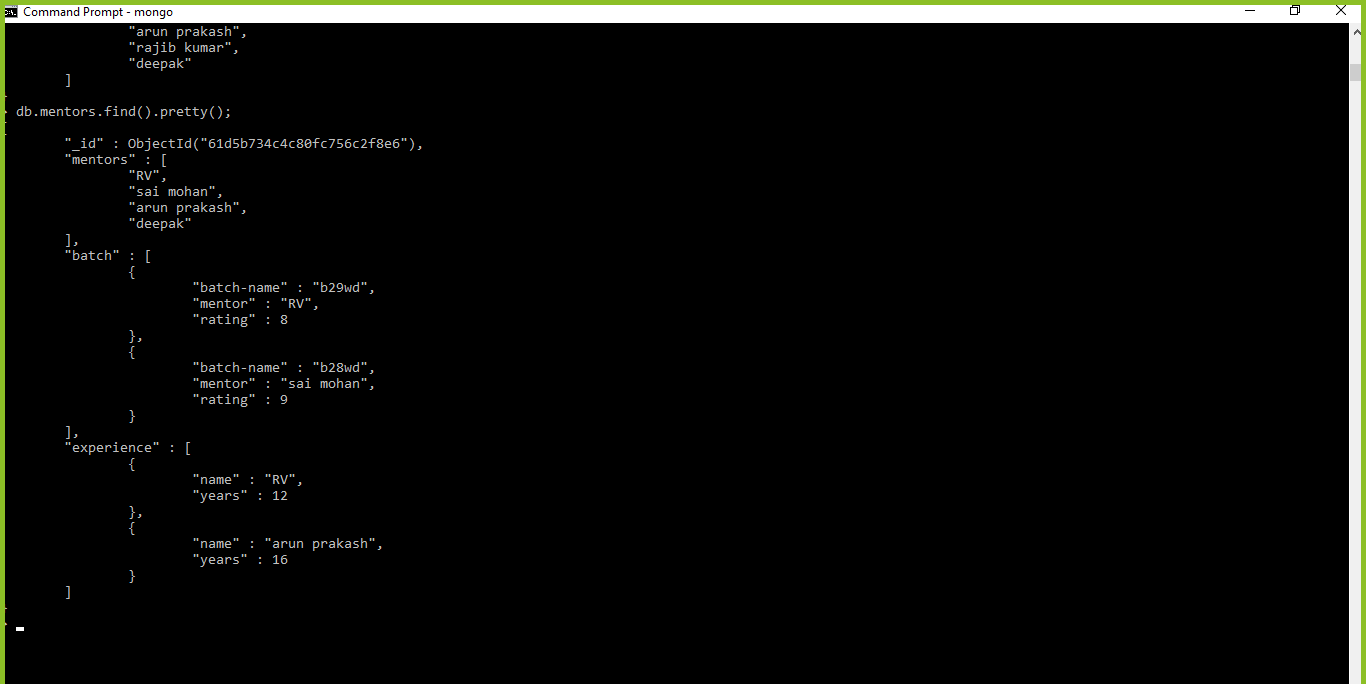 Command Prompt - mongo
"arun prakash",
"rajib kumar",
"deepak"
]
db.mentors.find().pretty();
"_id" : ObjectId("61d5b734c4c80fc756c2f8e6"),
"mentors" : [
"RV",
"sai mohan",
"arun prakash",
"deepak"
],
"batch" : [
{
"batch-name" : "b29wd",
"mentor" : "RV",
"rating" : 8
},
{
"batch-name" : "b28wd",
"mentor" : "sai mohan",
"rating" : 9
}
],
"experience" : [
{
"name" : "RV",
"years" : 12
},
{
"name" : "arun prakash",
"years" : 16
}
]